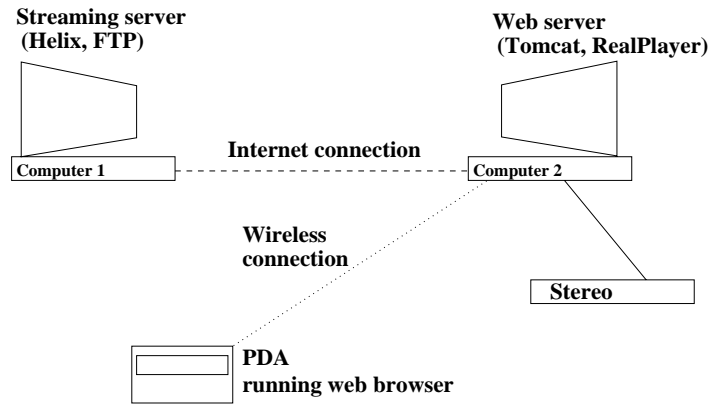 Streaming server
(Helix, FTP)
Web server
(Tomcat, RealPlayer)
Internet connection
Computer 1
Computer 2
Wireless
connection
Stereo
PDA
running web browser